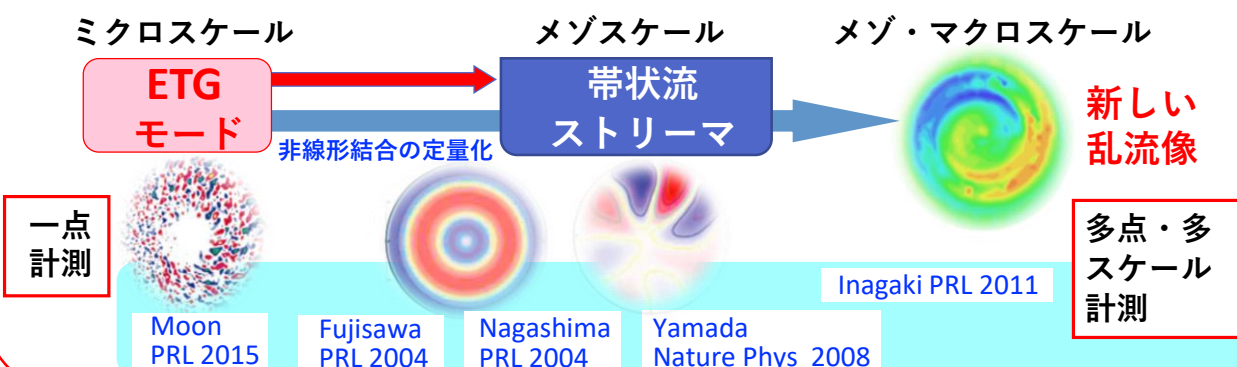 ミクロスケール
メゾスケール
メゾ・マクロスケール
ETG
モード
帯状流
ストリーマ
新しい
乱流像
非線形結合の定量化
一点
計測
多点・多
スケール
計測
Inagaki PRL 2011
Moon
PRL 2015
Fujisawa
PRL 2004
Nagashima
PRL 2004
Yamada
Nature Phys 2008